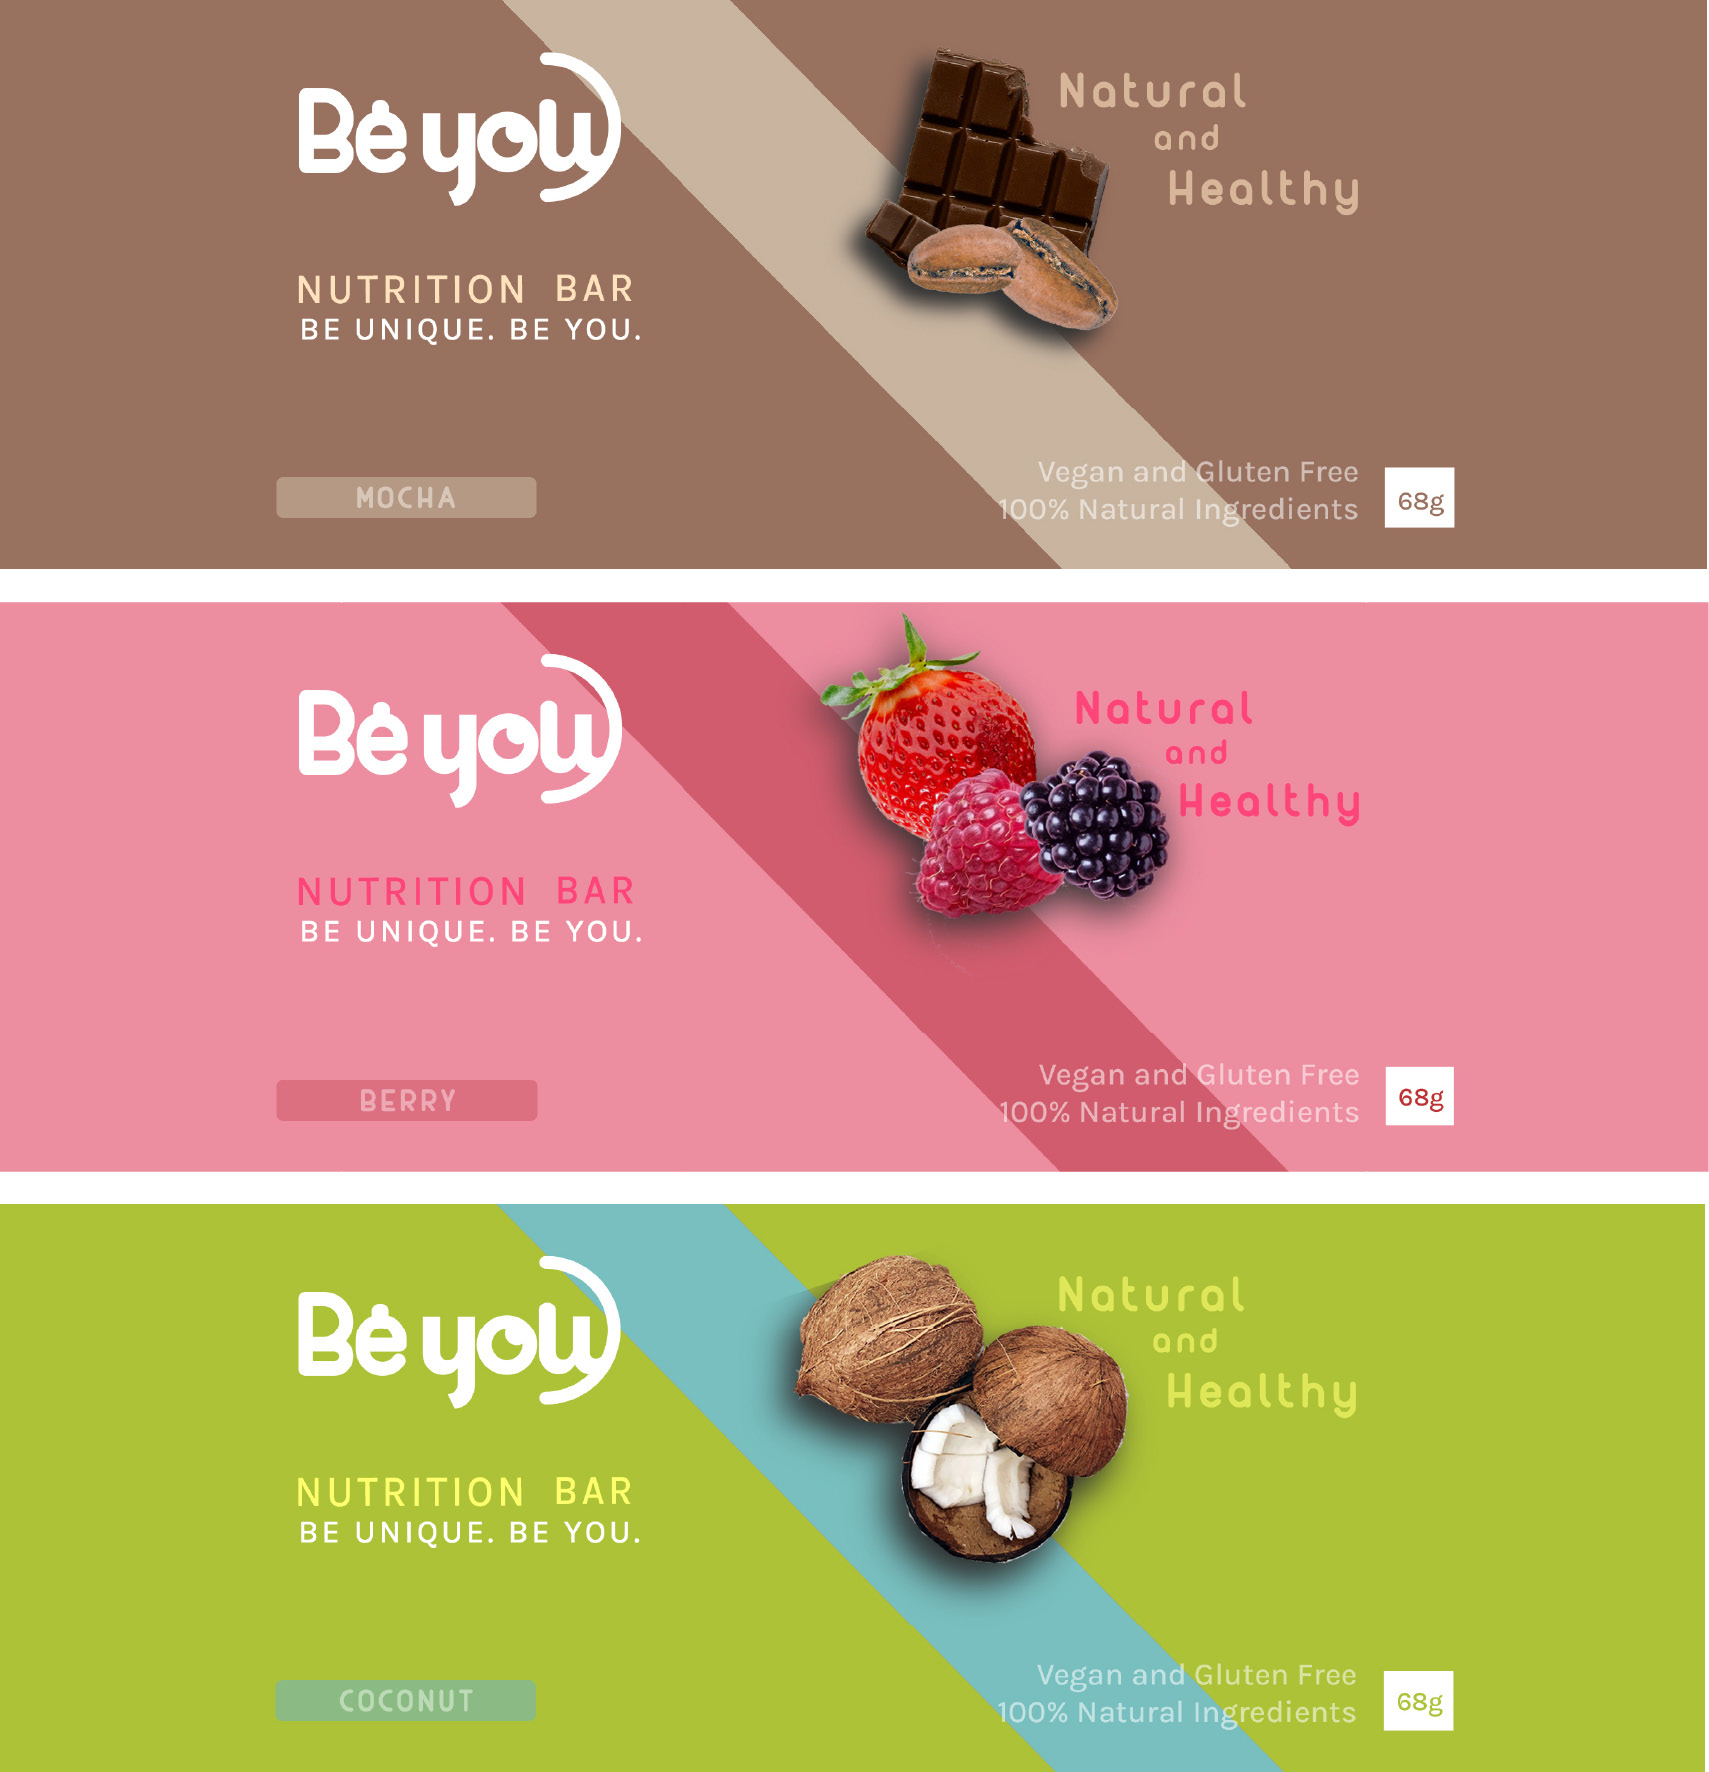 Be you
Natural
and
Healthy
NUTRITION BAR
BE UNIQUE. BE YOU.
MOCHA
Vegan and Gluten Free
100% Natural Ingredients
68g
Be you
Natural
and
Healthy
NUTRITION BAR
BE UNIQUE. BE YOU.
BERRY
Vegan and Gluten Free
100% Natural Ingredients
68g
Be you
Natural
and
Healthy
NUTRITION BAR
BE UNIQUE. BE YOU.
COCONUT
Vegan and Gluten Free
100% Natural Ingredients
68g